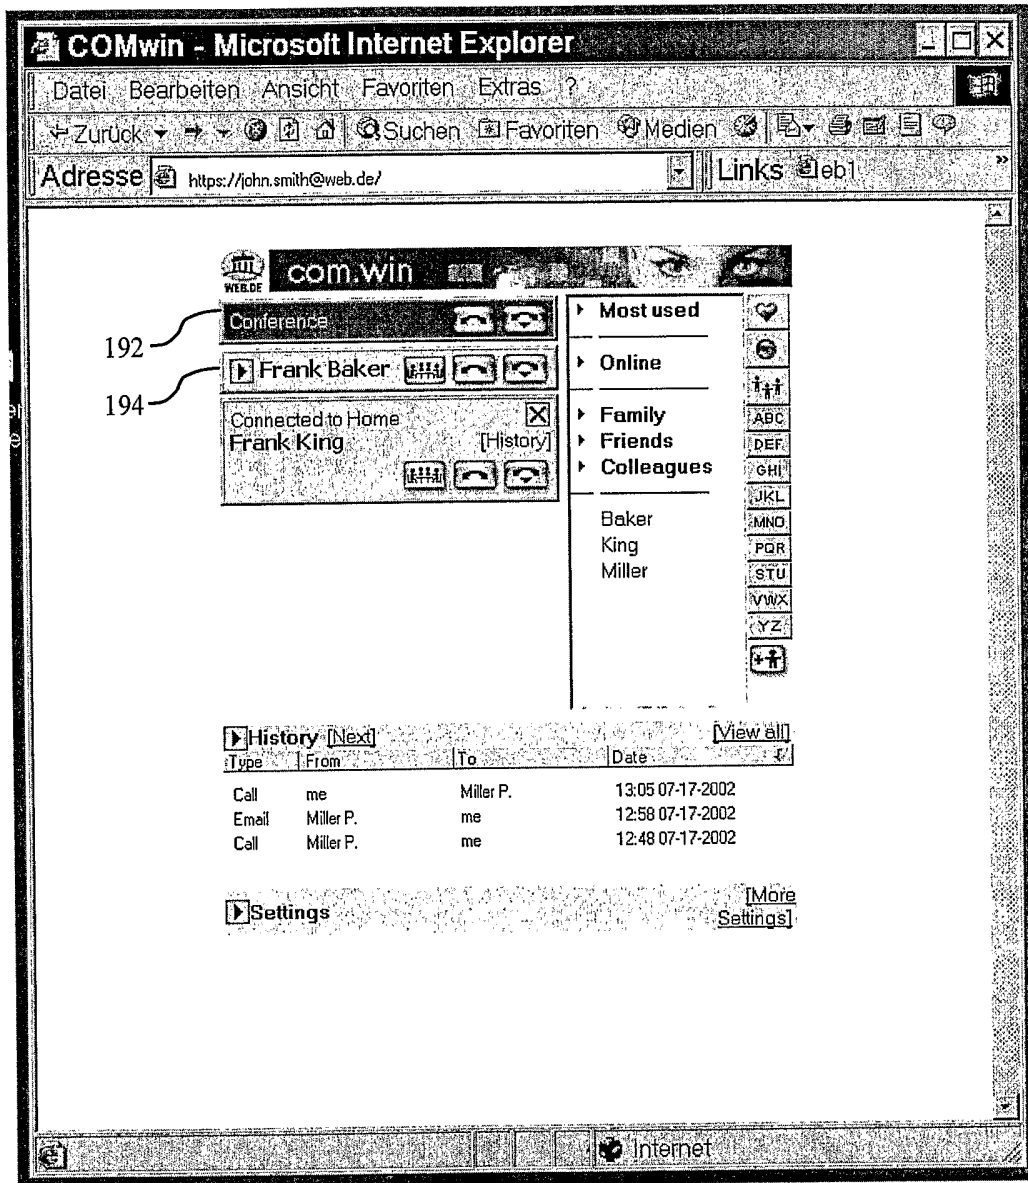 COMwin - Microsoft Internet Explorer
Datei Bearbeiten Ansicht Favoriten Extras ?
Zurück Suchen Favoriten Medien
Adresse https://john.smith@web.de/ Links eb1 »
WEB.DE com.win
192
Conference
194
Frank Baker
Connected to Home
Frank King [History]
Most used
Online
Family
Friends
Colleagues
Baker
King
Miller
ABC
DEF
GHI
JKL
MNO
PQR
STU
VWX
YZ
History [Next] [View all]
Type From To Date
Call me Miller P. 13:05 07-17-2002
Email Miller P. me 12:58 07-17-2002
Call Miller P. me 12:48 07-17-2002
Settings [More
Settings]
Internet